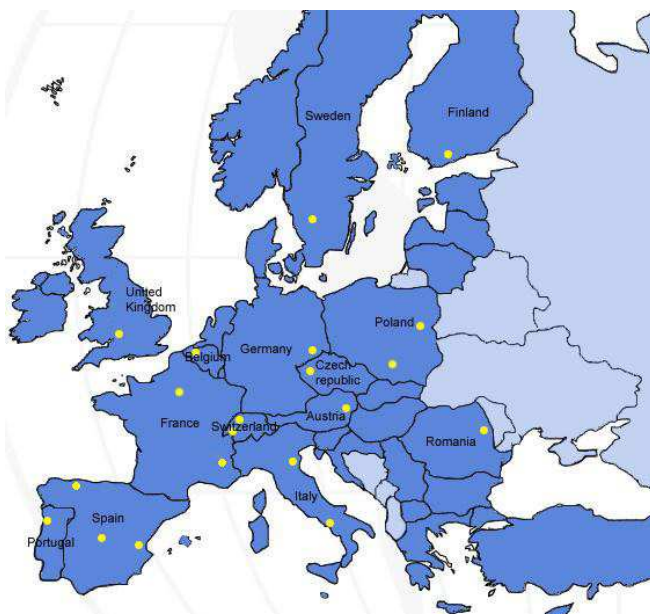 Sweden
Finland
United
Kingdom
Poland
Germany
Belgium
Czech
republic
Austria
France
Switzerland
Romania
Italy
Spain
Portugal